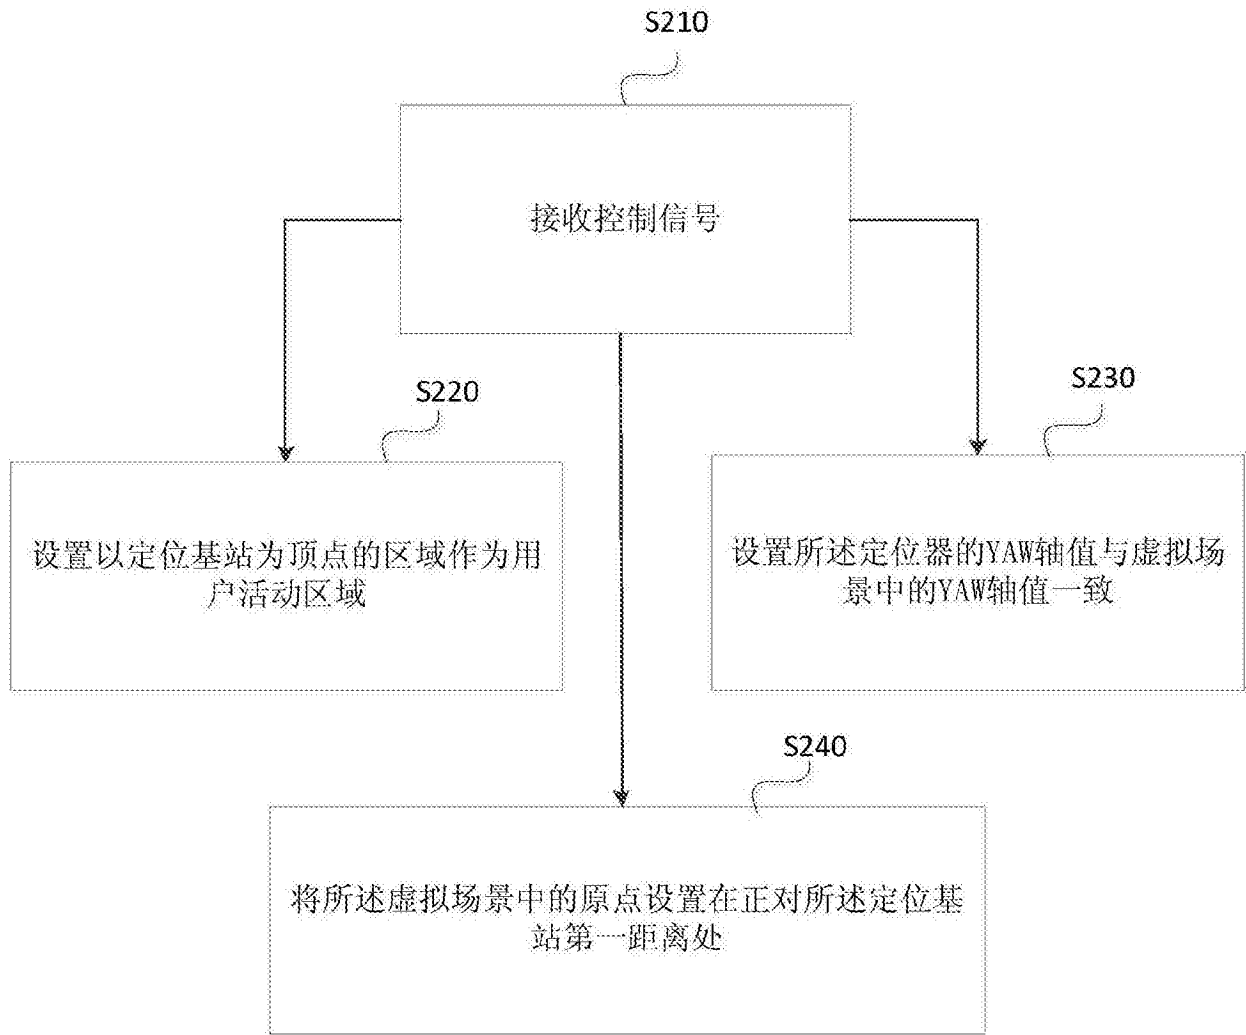 S210
接收控制信号
S220
S230
设置以定位基站为顶点的区域作为用
户活动区域
设置所述定位器的YAW轴值与虚拟场
景中的YAW轴值一致
S240
将所述虚拟场景中的原点设置在正对所述定位基
站第一距离处